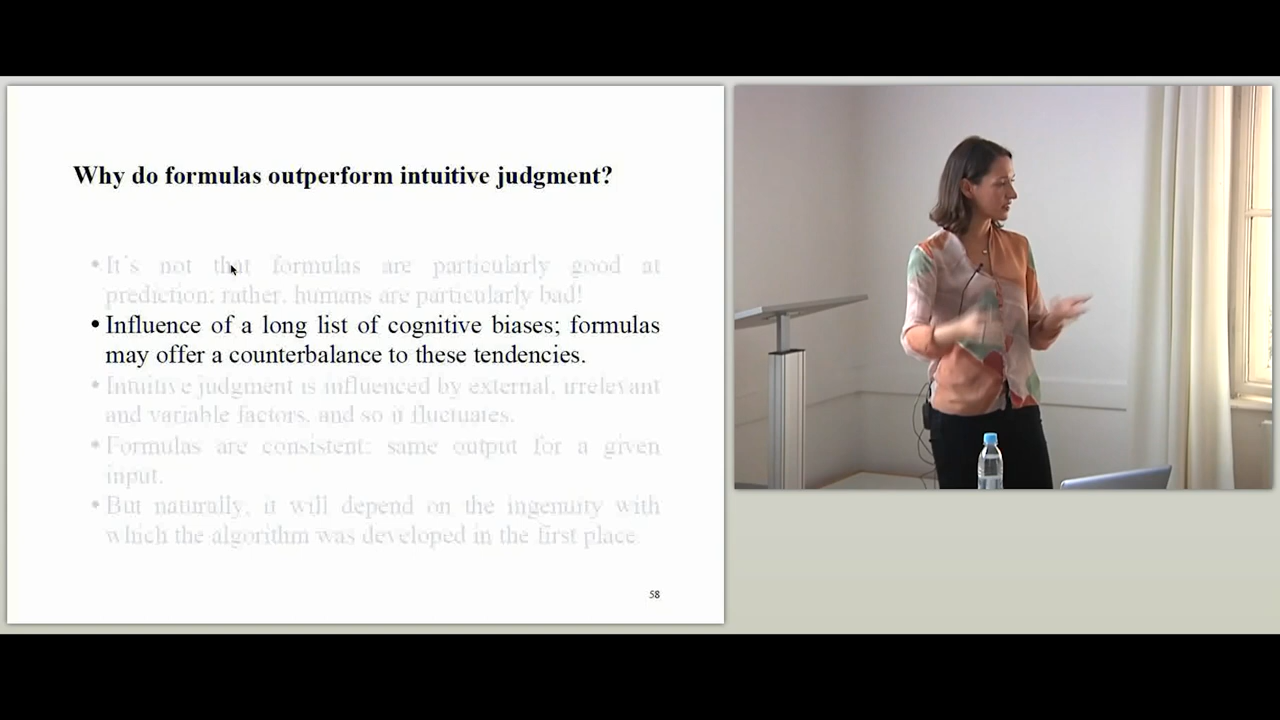 Why do formulas outperform intuitive judgment?
• It´s not that formulas are particularly good at
prediction; rather, humans are particularly bad!
• Influence of a long list of cognitive biases; formulas
may offer a counterbalance to these tendencies.
• Intuitive judgment is influenced by external, irrelevant
and variable factors, and so it fluctuates.
• Formulas are consistent: same output for a given
input.
• But naturally, it will depend on the ingenuity with
which the algorithm was developed in the first place.
58